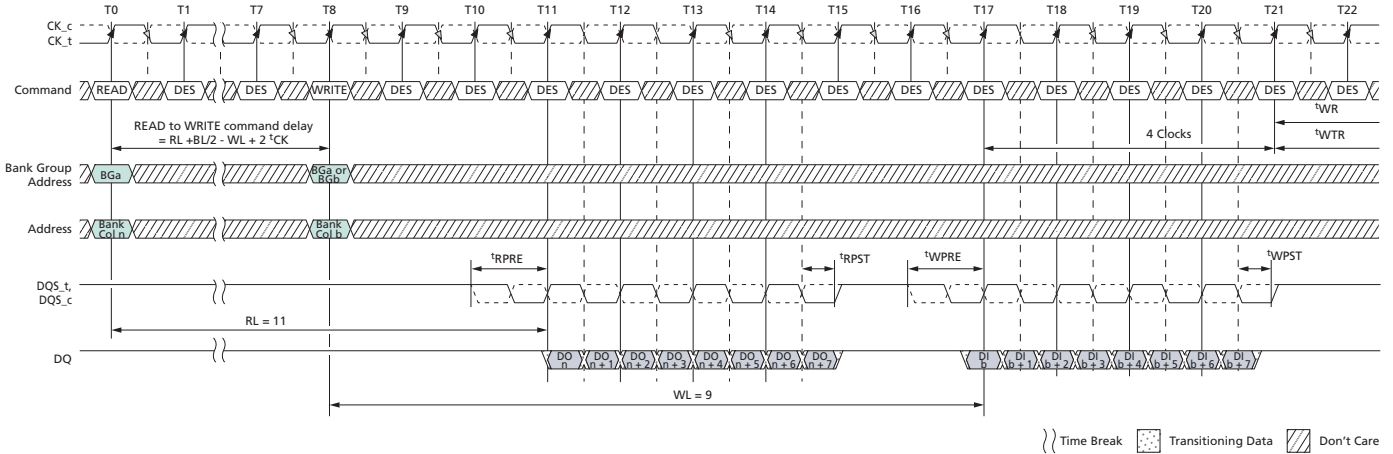 T0 T1 T7 T8 T9 T10 T11 T12 T13 T14 T15 T16 T17 T18 T19 T20 T21 T22
CK_c
CK_t
Command READ DES DES WRITE DES DES DES DES DES DES DES DES DES DES DES DES DES DES
tWR
READ to WRITE command delay
= RL +BL/2 - WL + 2 tCK
4 Clocks
tWTR
Bank Group
Address
BGa
BGa or
BGb
Address
Bank
Col n
Bank
Col b
tRPRE tRPST tWPRE tWPST
DQS_t,
DQS_c
RL = 11
DQ
DO
n
DO
n + 1
DO
n + 2
DO
n + 3
DO
n + 4
DO
n + 5
DO
n + 6
DO
n + 7
DI
b
DI
b + 1
DI
b + 2
DI
b + 3
DI
b + 4
DI
b + 5
DI
b + 6
DI
b + 7
WL = 9
Time Break Transitioning Data Don't Care